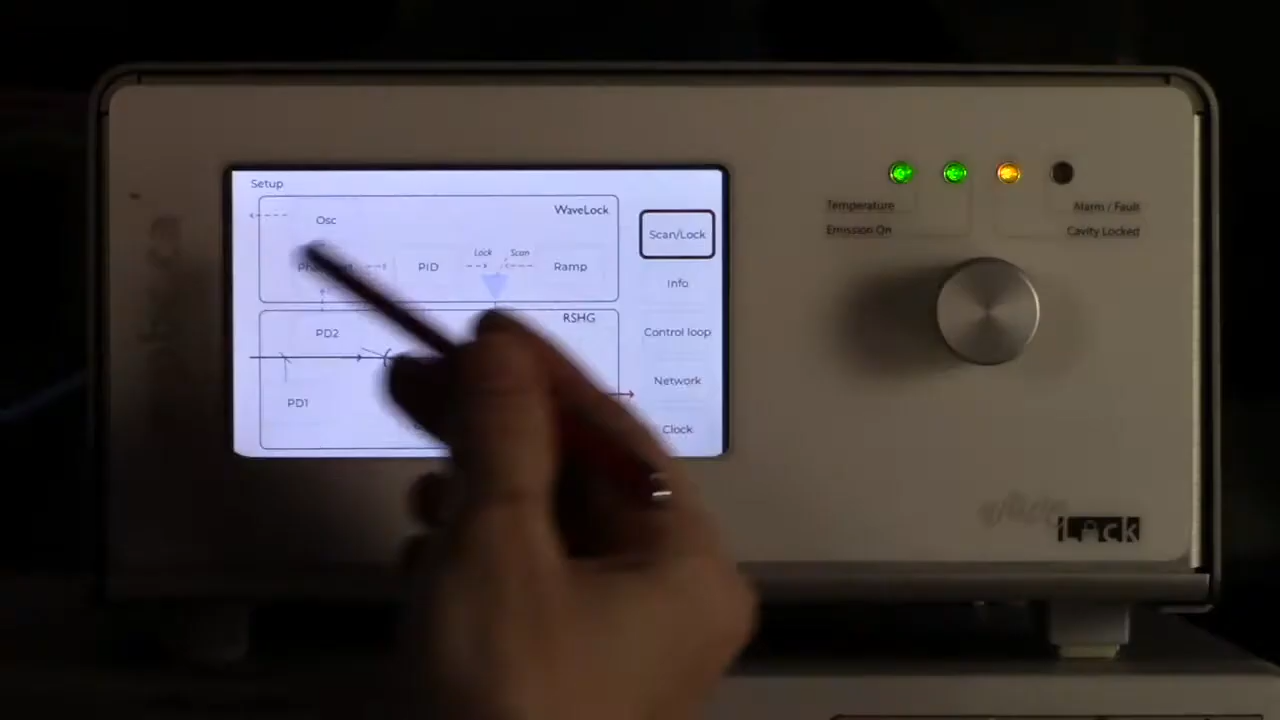 Setup
Osc
WaveLock
PID
Lock
Scan
Ramp
RSHG
PD2
PD1
Scan/Lock
Info
Control loop
Network
Clock
Temperature
Emission On
Alarm / Fault
Cavity Locked
Lock